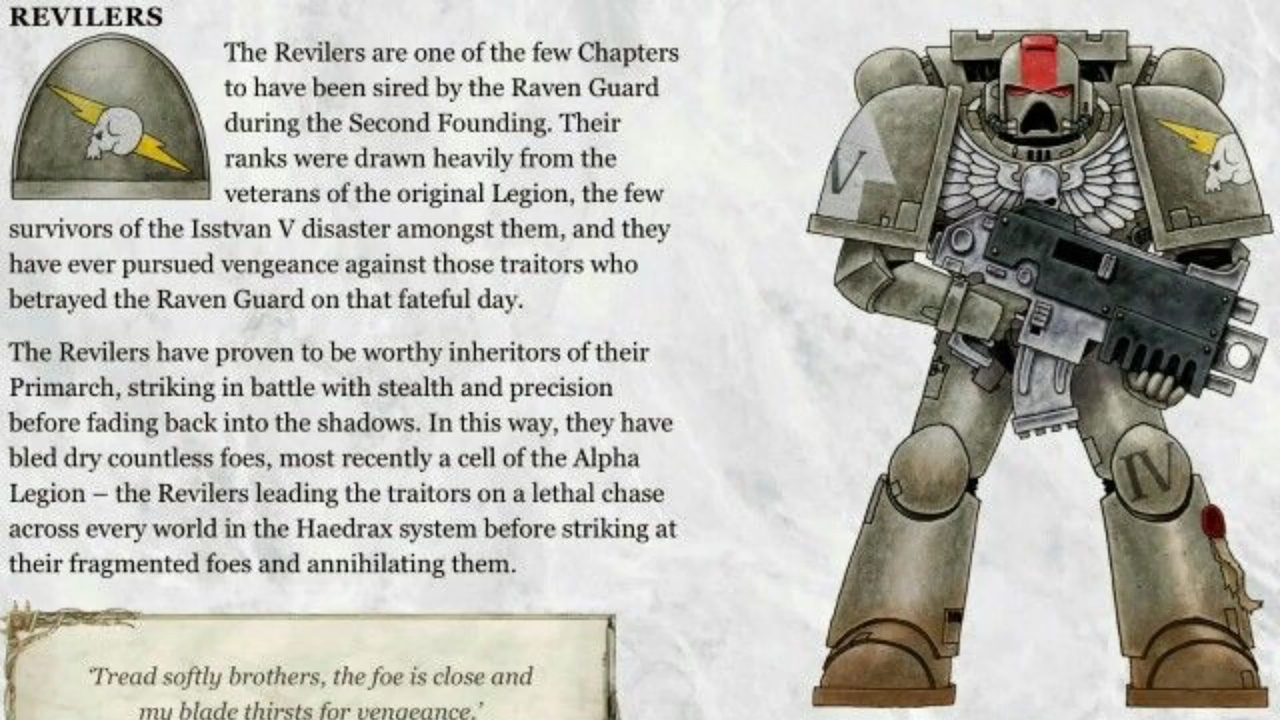 REVILERS
The Revilers are one of the few Chapters
to have been sired by the Raven Guard
during the Second Founding. Their
ranks were drawn heavily from the
veterans of the original Legion, the few
survivors of the Isstvan V disaster amongst them, and they
have ever pursued vengeance against those traitors who
betrayed the Raven Guard on that fateful day.
The Revilers have proven to be worthy inheritors of their
Primarch, striking in battle with stealth and precision
before fading back into the shadows. In this way, they have
bled dry countless foes, most recently a cell of the Alpha
Legion – the Revilers leading the traitors on a lethal chase
across every world in the Haedrax system before striking at
their fragmented foes and annihilating them.
‘Tread softly brothers, the foe is close and
my blade thirsts for vengeance.’
V
IV